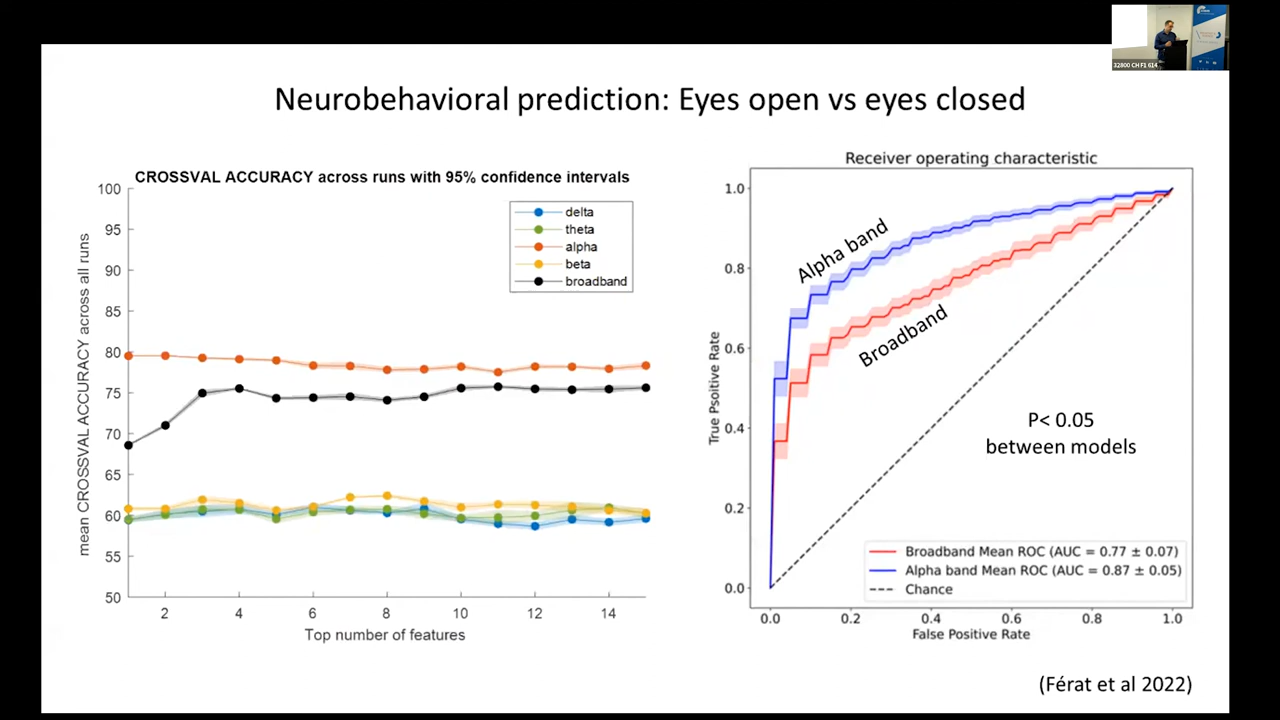 32800 CH F1 614
Neurobehavioral prediction: Eyes open vs eyes closed
CROSSVAL ACCURACY across runs with 95% confidence intervals
mean CROSSVAL ACCURACY across all runs
100
95
90
85
80
75
70
65
60
55
50
2
4
6
8
10
12
14
Top number of features
delta
theta
alpha
beta
broadband
Receiver operating characteristic
True Psoitive Rate
1.0
0.8
0.6
0.4
0.2
0.0
0.0
0.2
0.4
0.6
0.8
1.0
False Positive Rate
Alpha band
Broadband
P< 0.05
between models
Broadband Mean ROC (AUC = 0.77 ± 0.07)
Alpha band Mean ROC (AUC = 0.87 ± 0.05)
Chance
(Férat et al 2022)